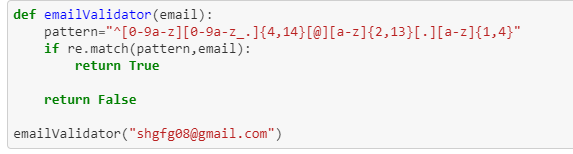 def emailValidator(email):
    pattern="^[0-9a-z][0-9a-z_.]{4,14}[@][a-z]{2,13}[.][a-z]{1,4}"
    if re.match(pattern,email):
        return True

    return False

emailValidator("shgfg08@gmail.com")